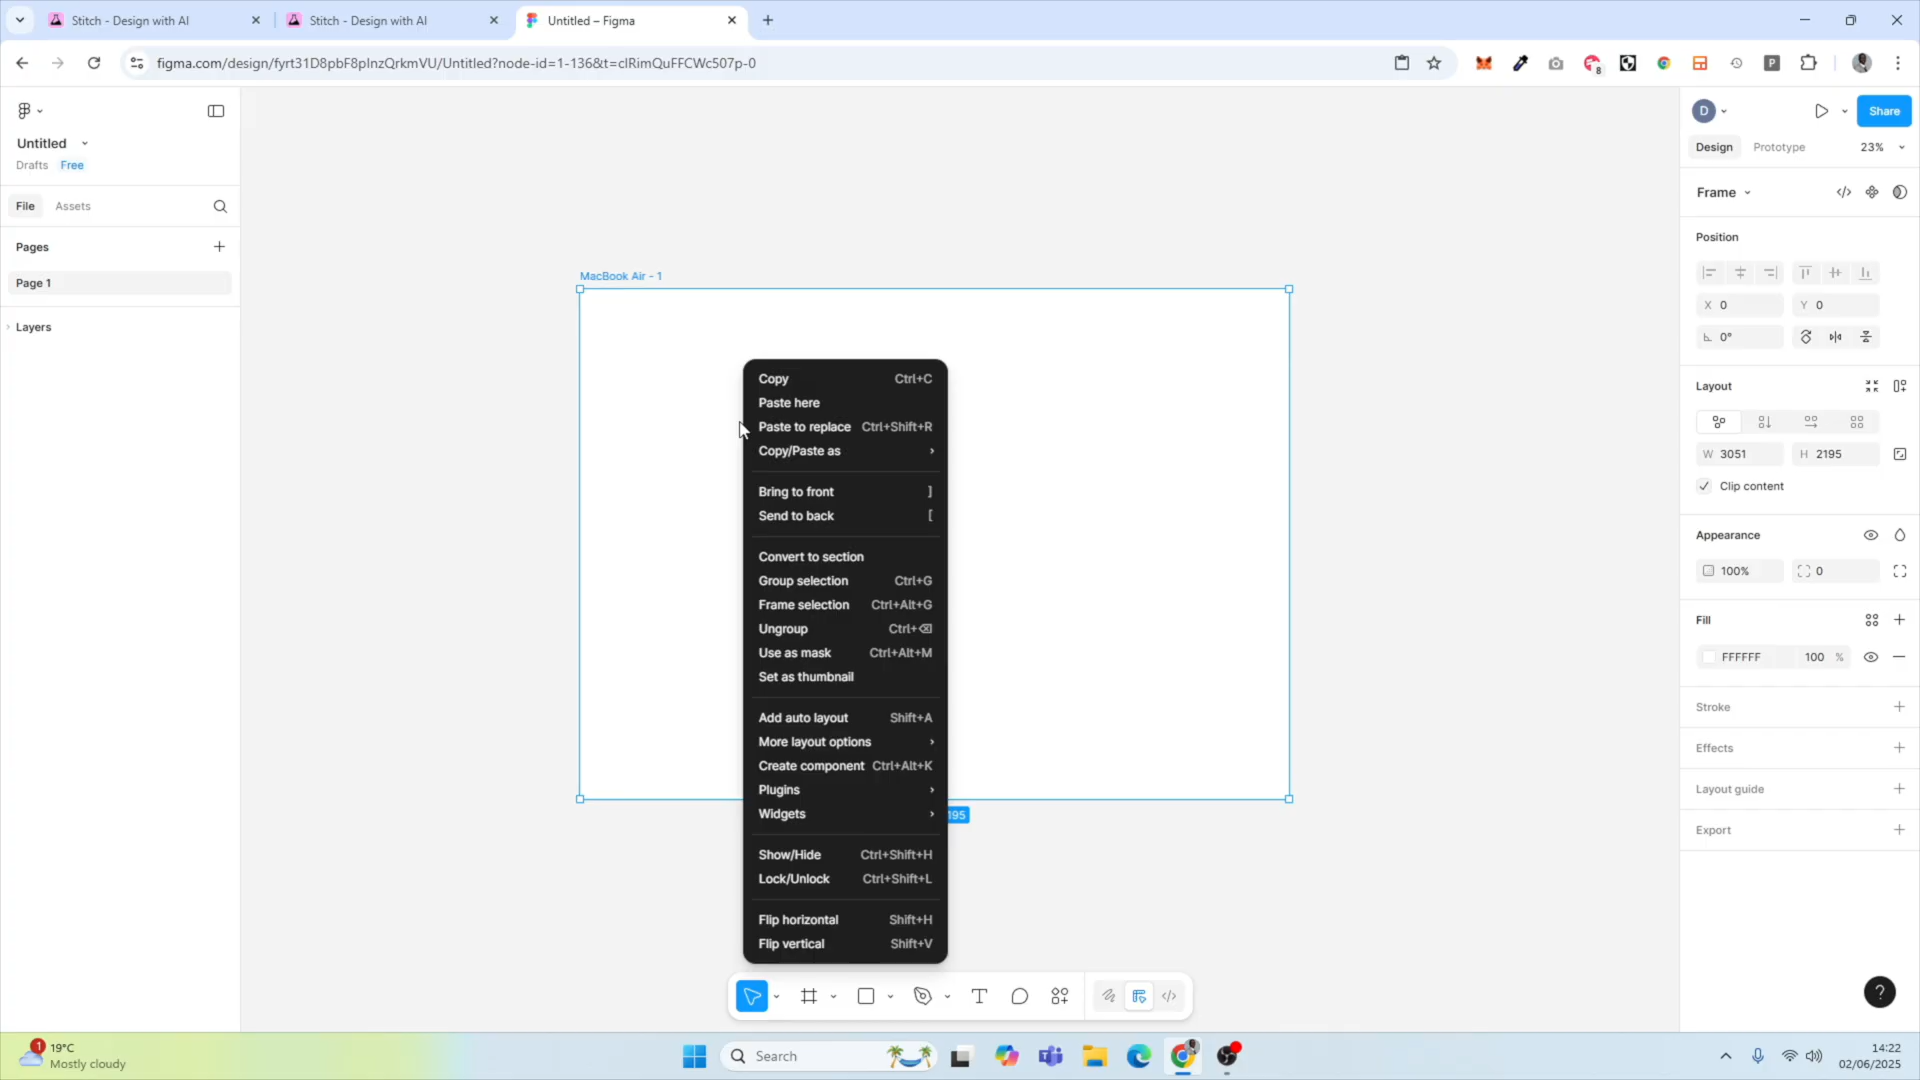 Stitch - Design with AI
Stitch - Design with AI
Untitled – Figma
figma.com/design/fyrt31D8pbF8pInzQrkmVU/Untitled?node-id=1-136&t=clRimQuFFCWc507p-0
8
P
Untitled
Drafts Free
File Assets
Pages
Page 1
Layers
MacBook Air - 1
Copy Ctrl+C
Paste here
Paste to replace Ctrl+Shift+R
Copy/Paste as
Bring to front ]
Send to back [
Convert to section
Group selection Ctrl+G
Frame selection Ctrl+Alt+G
Ungroup Ctrl+⌫
Use as mask Ctrl+Alt+M
Set as thumbnail
Add auto layout Shift+A
More layout options
Create component Ctrl+Alt+K
Plugins
Widgets
195
Show/Hide Ctrl+Shift+H
Lock/Unlock Ctrl+Shift+L
Flip horizontal Shift+H
Flip vertical Shift+V
D
Share
Design Prototype 23%
Frame
Position
X 0 Y 0
0°
Layout
W 3051 H 2195
Clip content
Appearance
100% 0
Fill
FFFFFF 100 %
Stroke
Effects
Layout guide
Export
?
1
19°C
Mostly cloudy
Search
14:22
02/06/2025